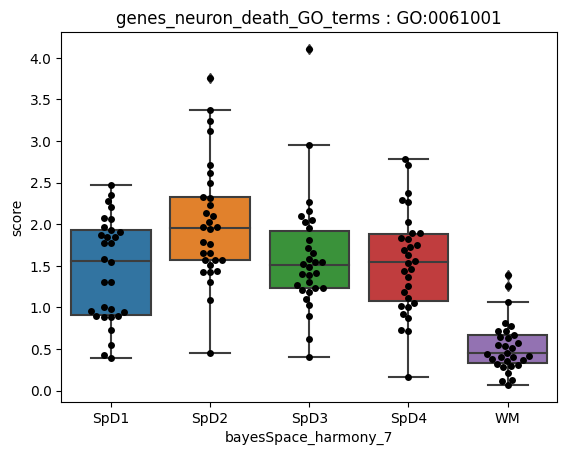 genes_neuron_death_GO_terms : GO:0061001
4.0
3.5
3.0
2.5
2.0
1.5
1.0
0.5
0.0
score
SpD1 SpD2 SpD3 SpD4 WM
bayesSpace_harmony_7